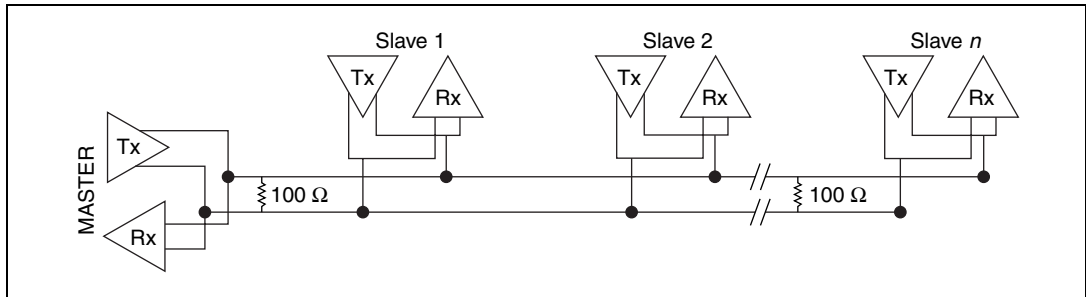 Slave 1
Slave 2
Slave n
Tx
Rx
Tx
Rx
Tx
Rx
MASTER
Tx
Rx
100 Ω
100 Ω